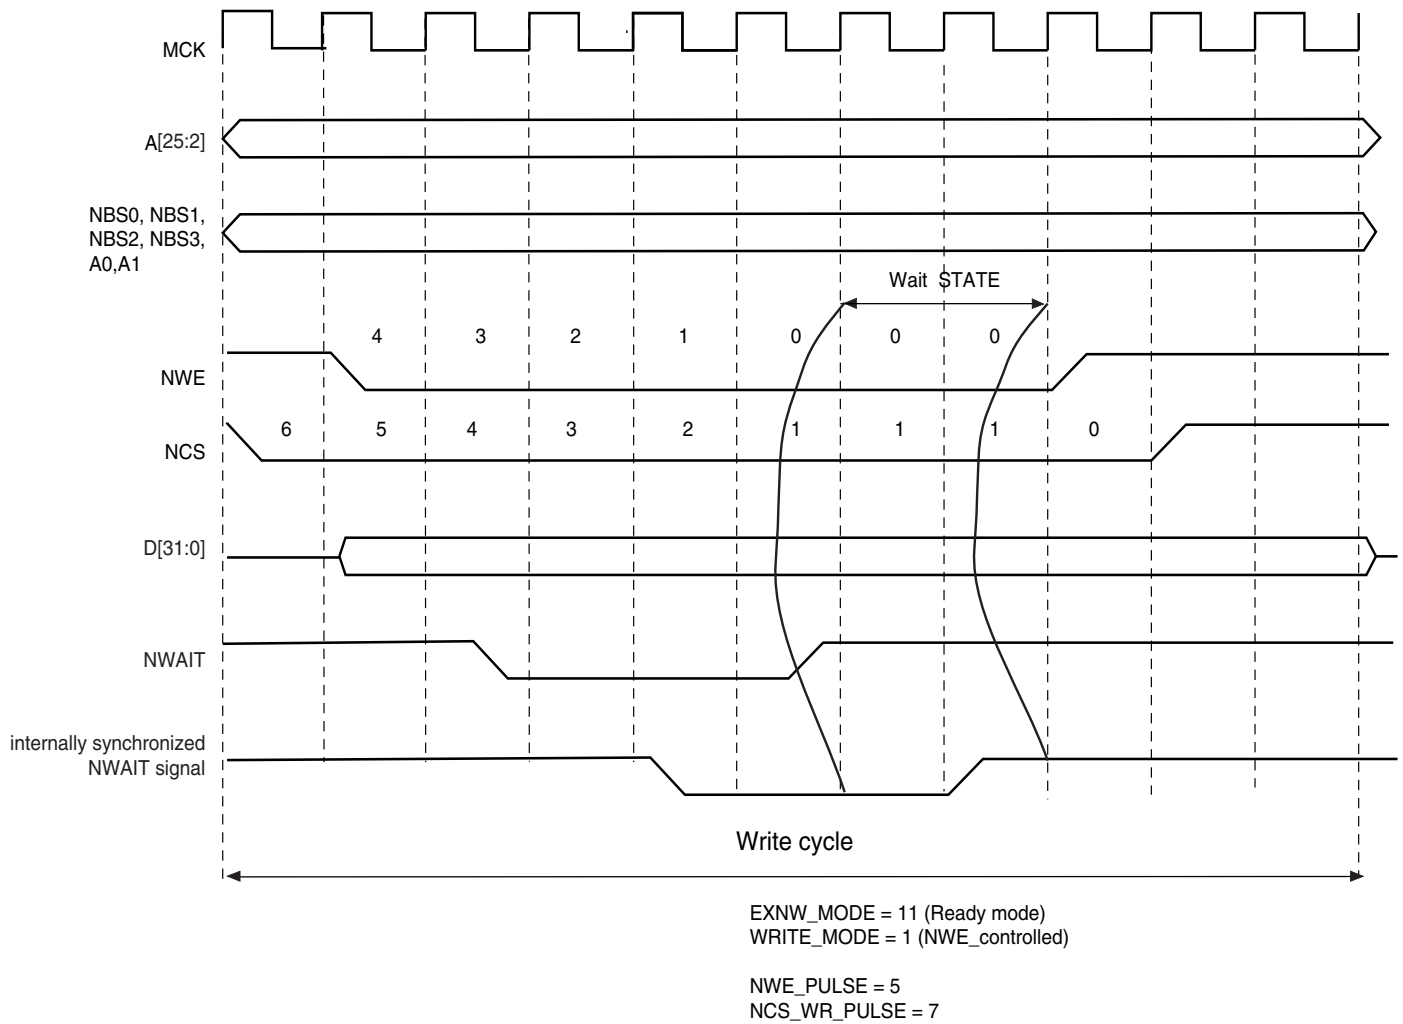 MCK
A[25:2]
NBS0, NBS1,
NBS2, NBS3,
A0,A1
Wait STATE
4 3 2 1 0 0 0
NWE
6 5 4 3 2 1 1 1 0
NCS
D[31:0]
NWAIT
internally synchronized
NWAIT signal
Write cycle
EXNW_MODE = 11 (Ready mode)
WRITE_MODE = 1 (NWE_controlled)
NWE_PULSE = 5
NCS_WR_PULSE = 7